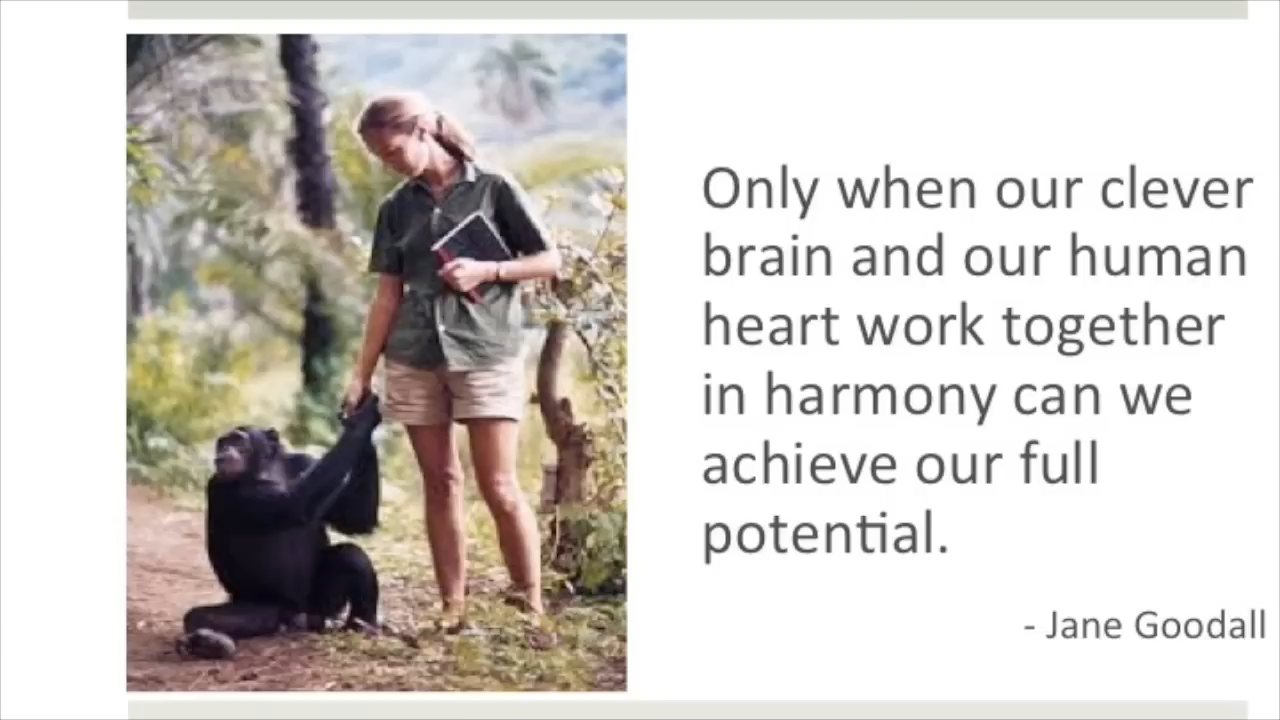 Only when our clever
brain and our human
heart work together
in harmony can we
achieve our full
potential.
- Jane Goodall